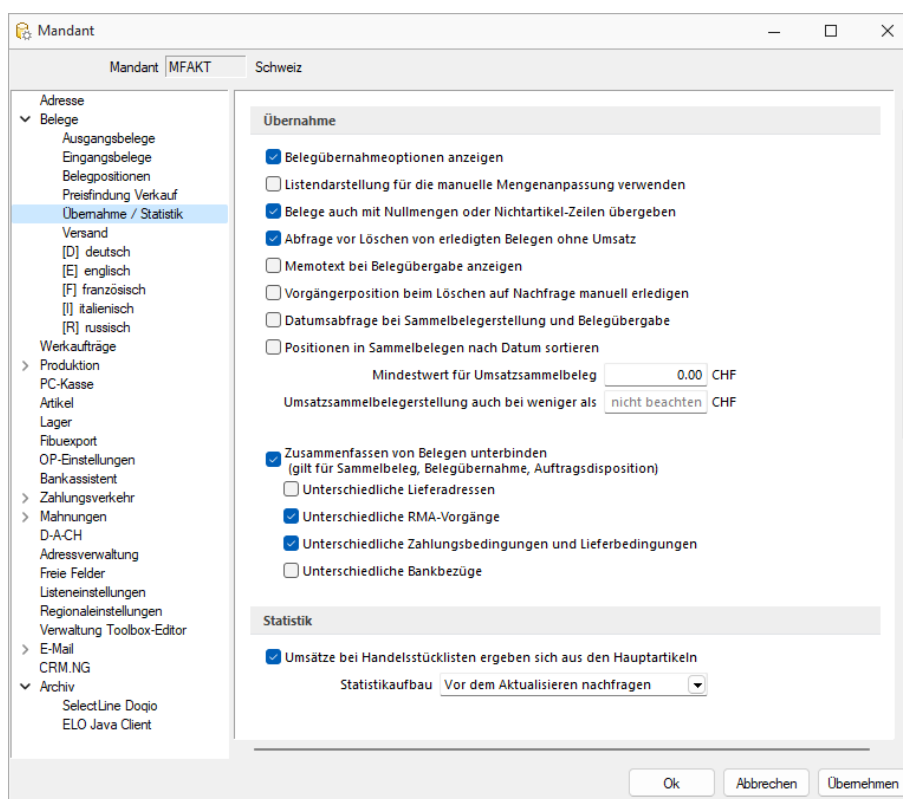 Mandant
Mandant MFAKT Schweiz
Adresse
Belege
Ausgangsbelege
Eingangsbelege
Belegpositionen
Preisfindung Verkauf
Übernahme / Statistik
Versand
[D] deutsch
[E] englisch
[F] französisch
[I] italienisch
[R] russisch
Werkaufträge
Produktion
PC-Kasse
Artikel
Lager
Fibuexport
OP-Einstellungen
Bankassistent
Zahlungsverkehr
Mahnungen
D-A-CH
Adressverwaltung
Freie Felder
Listeneinstellungen
Regionaleinstellungen
Verwaltung Toolbox-Editor
E-Mail
CRM.NG
Archiv
SelectLine Doqio
ELO Java Client
Übernahme
Belegübernahmeoptionen anzeigen
Listendarstellung für die manuelle Mengenanpassung verwenden
Belege auch mit Nullmengen oder Nichtartikel-Zeilen übergeben
Abfrage vor Löschen von erledigten Belegen ohne Umsatz
Memotext bei Belegübergabe anzeigen
Vorgängerposition beim Löschen auf Nachfrage manuell erledigen
Datumsabfrage bei Sammelbelegerstellung und Belegübergabe
Positionen in Sammelbelegen nach Datum sortieren
Mindestwert für Umsatzsammelbeleg 0.00 CHF
Umsatzsammelbelegerstellung auch bei weniger als nicht beachten CHF
Zusammenfassen von Belegen unterbinden
(gilt für Sammelbeleg, Belegübernahme, Auftragsdisposition)
Unterschiedliche Lieferadressen
Unterschiedliche RMA-Vorgänge
Unterschiedliche Zahlungsbedingungen und Lieferbedingungen
Unterschiedliche Bankbezüge
Statistik
Umsätze bei Handelsstücklisten ergeben sich aus den Hauptartikeln
Statistikaufbau Vor dem Aktualisieren nachfragen
Ok Abbrechen Übernehmen